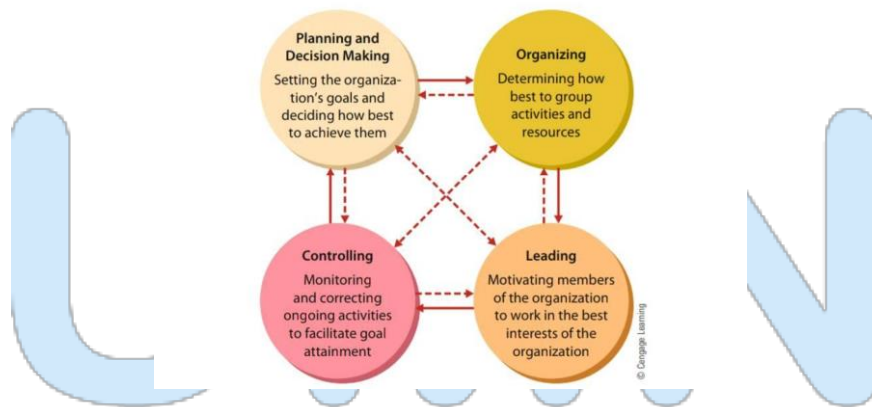 Planning and
Decision Making
Setting the organiza-
tion's goals and
deciding how best
to achieve them
Organizing
Determining how
best to group
activities and
resources
Controlling
Monitoring
and correcting
ongoing activities
to facilitate goal
attainment
Leading
Motivating members
of the organization
to work in the best
interests of the
organization
© Cengage Learning